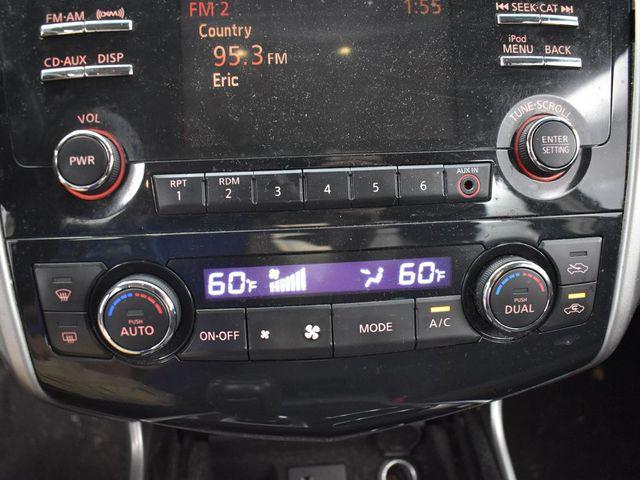 FM-2 1:55
FM·AM
SEEK·CAT
Country
95.3 FM
Eric
CD·AUX DISP
iPod
MENU BACK
VOL
PWR
TUNE·SCROLL
ENTER
SETTING
RPT
1
RDM
2
3
4
5
6
AUX IN
60°F
60°F
PUSH
AUTO
ON·OFF
MODE
A/C
PUSH
DUAL